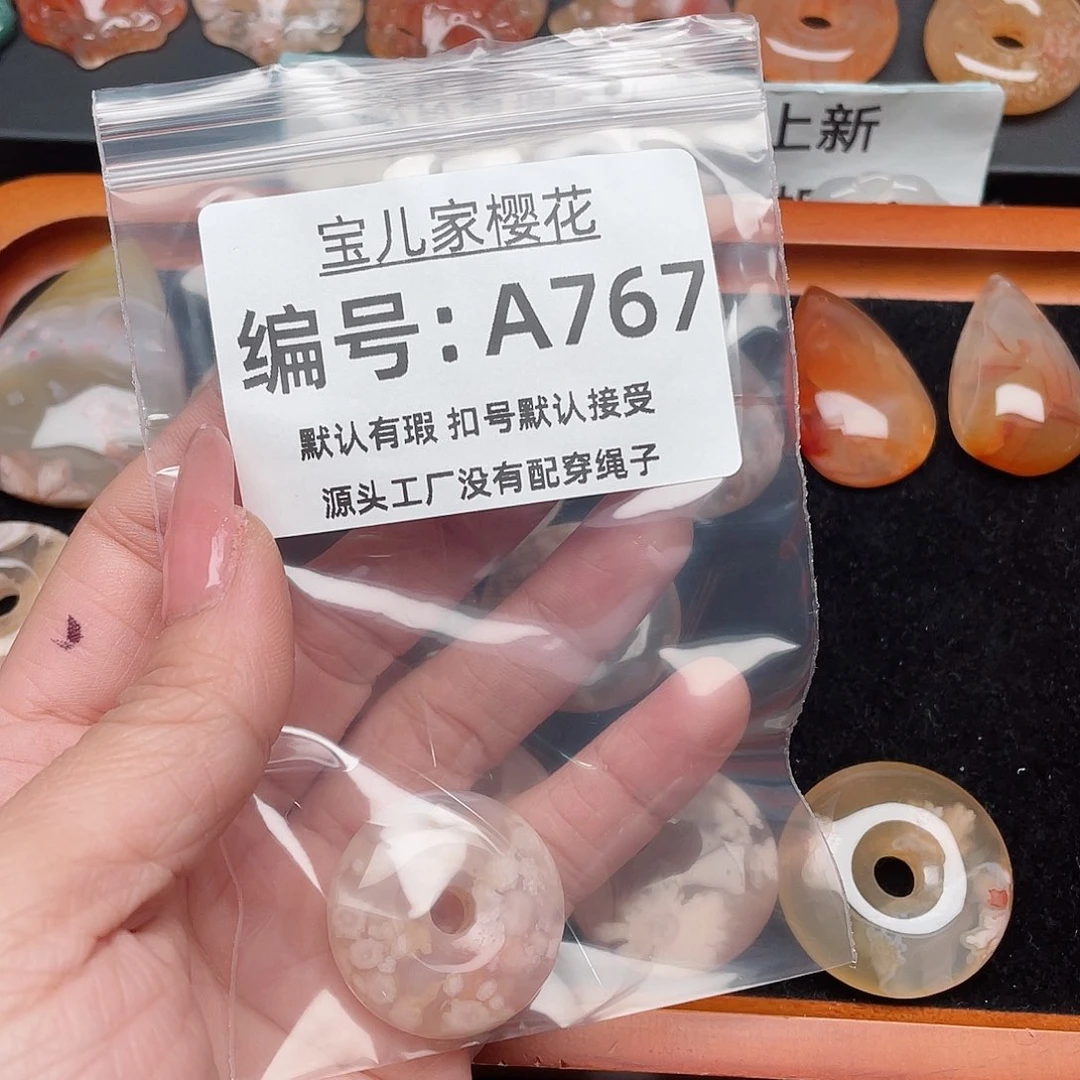 上新
宝儿家樱花
编号：A767
默认有瑕 扣号默认接受
源头工厂没有配穿绳子